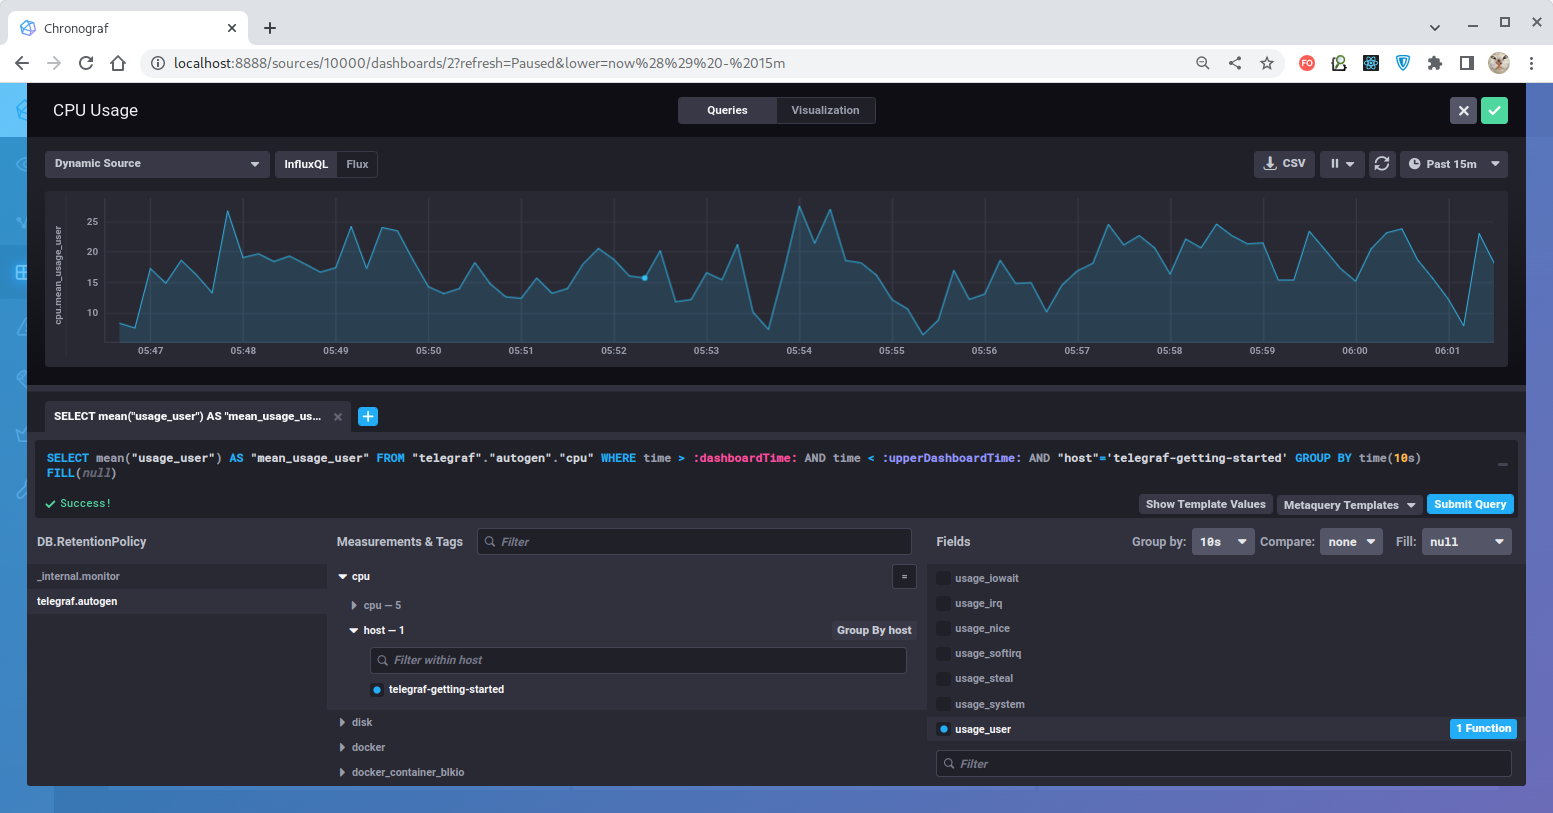 Chronograf
localhost:8888/sources/10000/dashboards/2?refresh=Paused&lower=now%28%29%20-%2015m
FO
CPU Usage
Queries
Visualization
Dynamic Source
InfluxQL
Flux
CSV
Past 15m
cpu.mean_usage_user
25
20
15
10
05:47 05:48 05:49 05:50 05:51 05:52 05:53 05:54 05:55 05:56 05:57 05:58 05:59 06:00 06:01
SELECT mean("usage_user") AS "mean_usage_us...
SELECT mean("usage_user") AS "mean_usage_user" FROM "telegraf"."autogen"."cpu" WHERE time > :dashboardTime: AND time < :upperDashboardTime: AND "host"='telegraf-getting-started' GROUP BY time(10s)
FILL(null)
Success!
Show Template Values
Metaquery Templates
Submit Query
DB.RetentionPolicy
_internal.monitor
telegraf.autogen
Measurements & Tags
Filter
cpu
=
cpu — 5
host — 1
Group By host
Filter within host
telegraf-getting-started
disk
docker
docker_container_blkio
Fields
Group by: 10s
Compare: none
Fill: null
usage_iowait
usage_irq
usage_nice
usage_softirq
usage_steal
usage_system
usage_user
1 Function
Filter